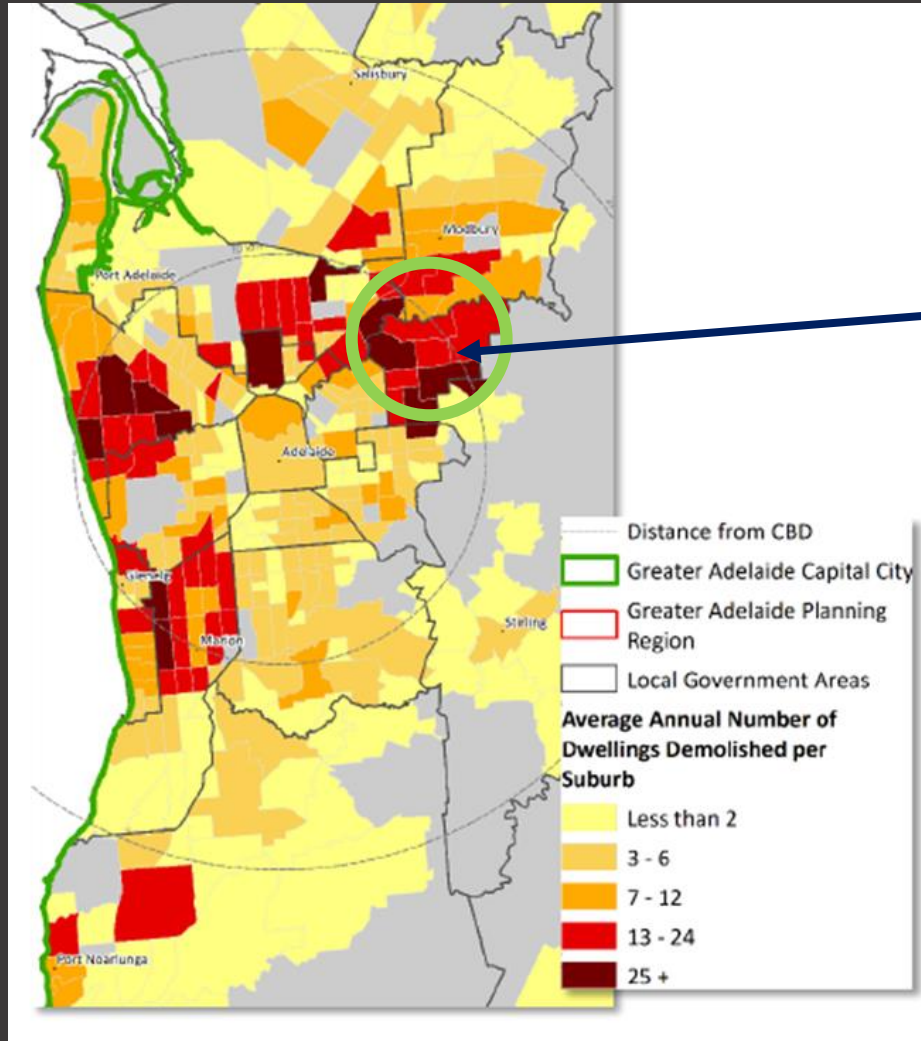 Salisbury
Modbury
Port Adelaide
Adelaide
Glenelg
Marion
Stirling
Port Noarlunga
Distance from CBD
Greater Adelaide Capital City
Greater Adelaide Planning
Region
Local Government Areas
Average Annual Number of
Dwellings Demolished per
Suburb
Less than 2
3 - 6
7 - 12
13 - 24
25 +